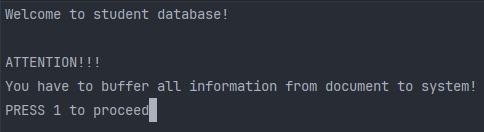 Welcome to student database!
ATTENTION!!!
You have to buffer all information from document to system!
PRESS 1 to proceed